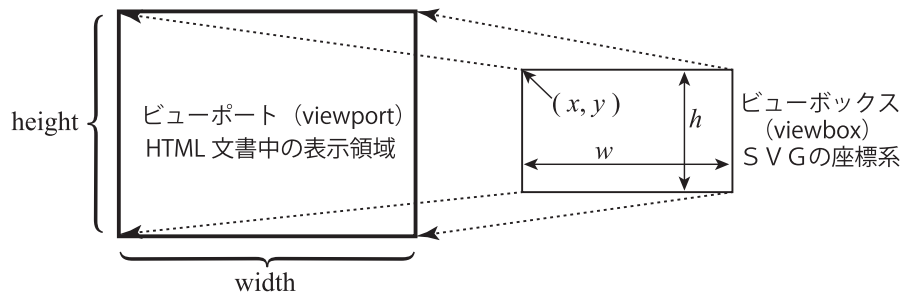 height
ビューポート（viewport）
HTML 文書中の表示領域
width
(x, y)
h
w
ビューボックス
（viewbox）
ＳＶＧの座標系